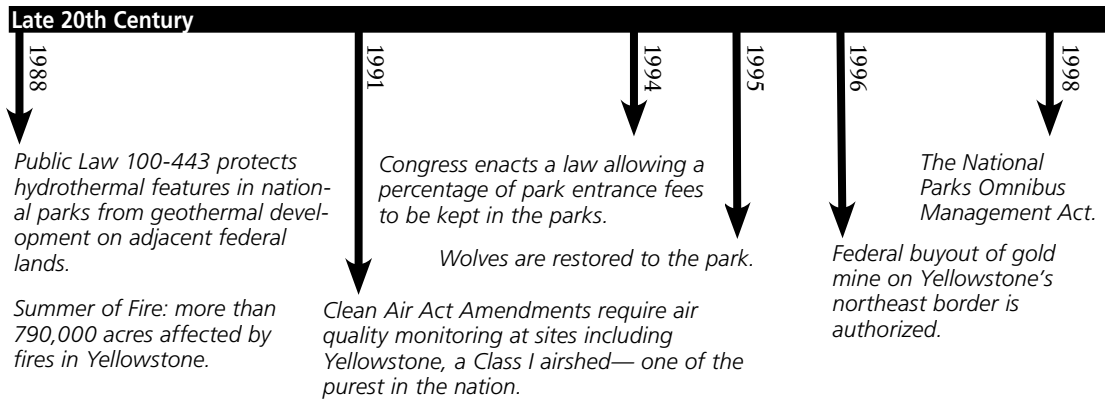 Late 20th Century
1988
1991
1994
1995
1996
1998
Public Law 100-443 protects
hydrothermal features in nation-
al parks from geothermal devel-
opment on adjacent federal
lands.
Summer of Fire: more than
790,000 acres affected by
fires in Yellowstone.
Clean Air Act Amendments require air
quality monitoring at sites including
Yellowstone, a Class I airshed— one of the
purest in the nation.
Congress enacts a law allowing a
percentage of park entrance fees
to be kept in the parks.
Wolves are restored to the park.
Federal buyout of gold
mine on Yellowstone’s
northeast border is
authorized.
The National
Parks Omnibus
Management Act.